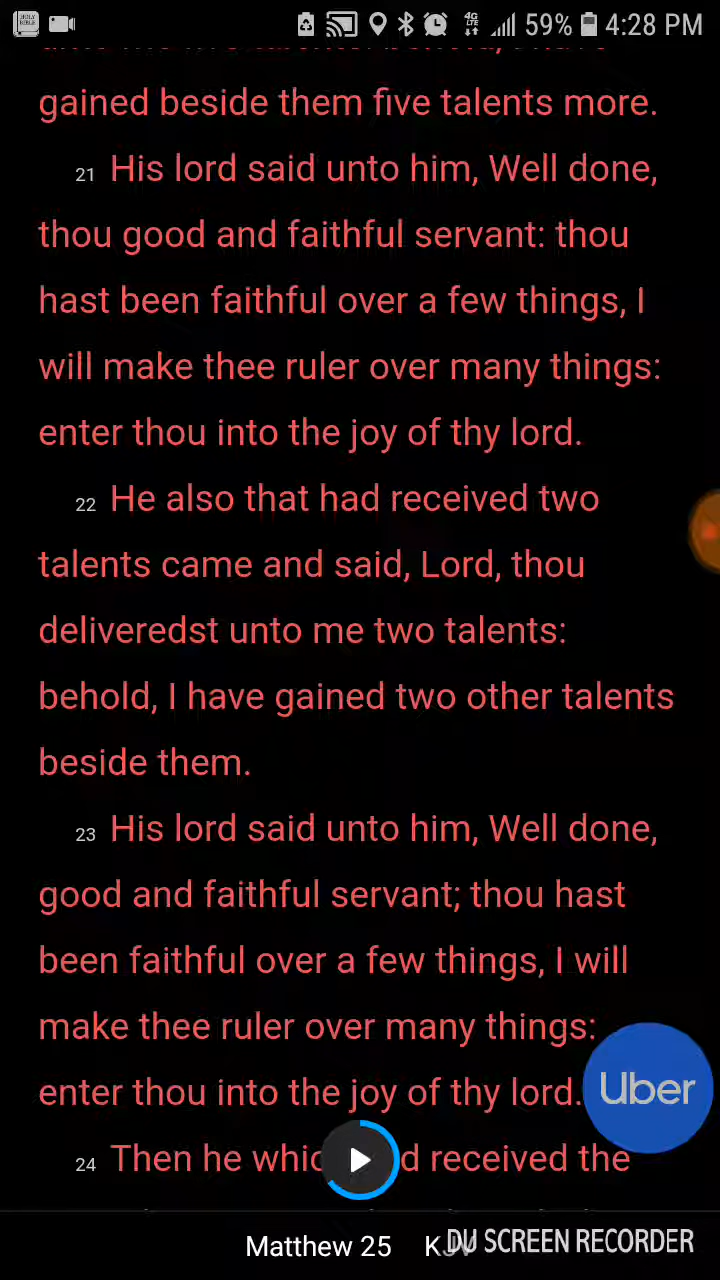 HOLY BIBLE 4G LTE 59% 4:28 PM
gained beside them five talents more.
21 His lord said unto him, Well done,
thou good and faithful servant: thou
hast been faithful over a few things, I
will make thee ruler over many things:
enter thou into the joy of thy lord.
22 He also that had received two
talents came and said, Lord, thou
deliveredst unto me two talents:
behold, I have gained two other talents
beside them.
23 His lord said unto him, Well done,
good and faithful servant; thou hast
been faithful over a few things, I will
make thee ruler over many things:
Uber
enter thou into the joy of thy lord.
24 Then he received the
Matthew 25 KJV DU SCREEN RECORDER